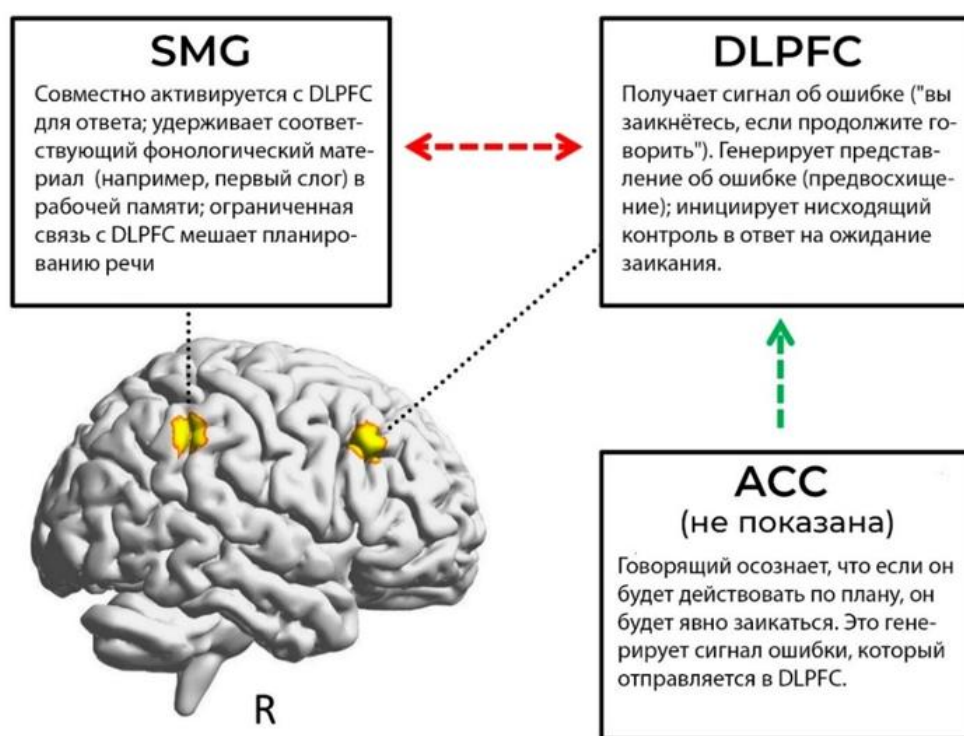 SMG
Совместно активируется с DLPFC
для ответа; удерживает соответ-
ствующий фонологический мате-
риал (например, первый слог) в
рабочей памяти; ограниченная
связь с DLPFC мешает планиро-
ванию речи
DLPFC
Получает сигнал об ошибке ("вы
заикнётесь, если продолжите го-
ворить"). Генерирует представ-
ление об ошибке (предвосхище-
ние); инициирует нисходящий
контроль в ответ на ожидание
заикания.
ACC
(не показана)
Говорящий осознает, что если он
будет действовать по плану, он
будет явно заикаться. Это гене-
рирует сигнал ошибки, который
отправляется в DLPFC.
R